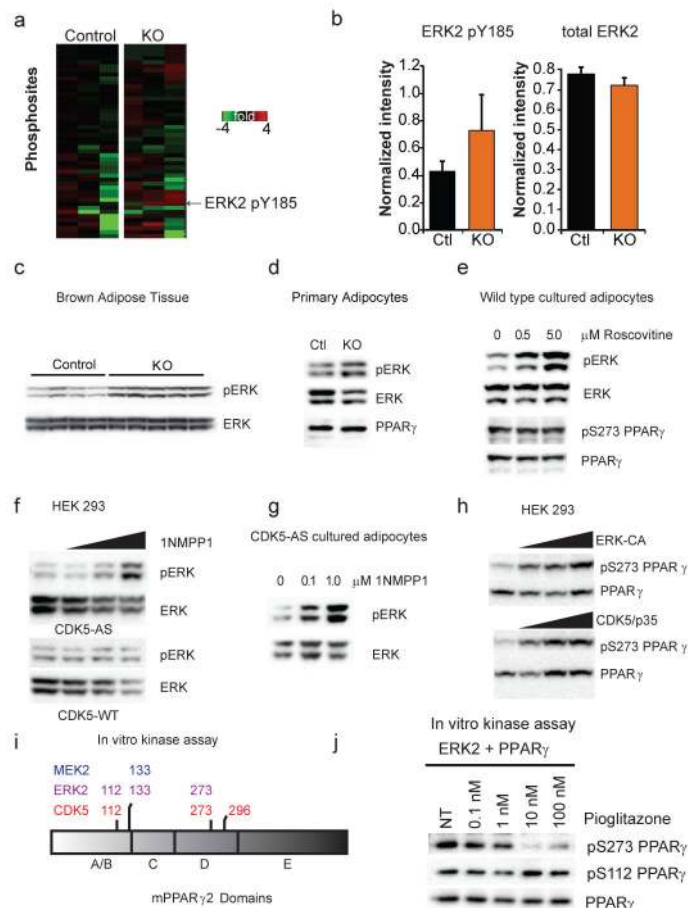 a
Control KO
Phosphosites
fold
-4 4
ERK2 pY185
b
ERK2 pY185
Normalized intensity
1.4
1.2
1.0
0.8
0.6
0.4
0.2
0.0
Ctl KO
total ERK2
Normalized intensity
0.8
0.7
0.6
0.5
0.4
0.3
0.2
0.1
0.0
Ctl KO
c
Brown Adipose Tissue
Control KO
pERK
ERK
d
Primary Adipocytes
Ctl KO
pERK
ERK
PPARγ
e
Wild type cultured adipocytes
0 0.5 5.0 μM Roscovitine
pERK
ERK
pS273 PPARγ
PPARγ
f
HEK 293
1NMPP1
pERK
ERK
CDK5-AS
pERK
ERK
CDK5-WT
g
CDK5-AS cultured adipocytes
0 0.1 1.0 μM 1NMPP1
pERK
ERK
h
HEK 293
ERK-CA
pS273 PPAR γ
PPARγ
CDK5/p35
pS273 PPAR γ
PPARγ
i
In vitro kinase assay
MEK2 133
ERK2 112 133 273
CDK5 112 273 296
A/B C D E
mPPARγ2 Domains
j
In vitro kinase assay
ERK2 + PPARγ
NT 0.1 nM 1 nM 10 nM 100 nM Pioglitazone
pS273 PPARγ
pS112 PPARγ
PPARγ